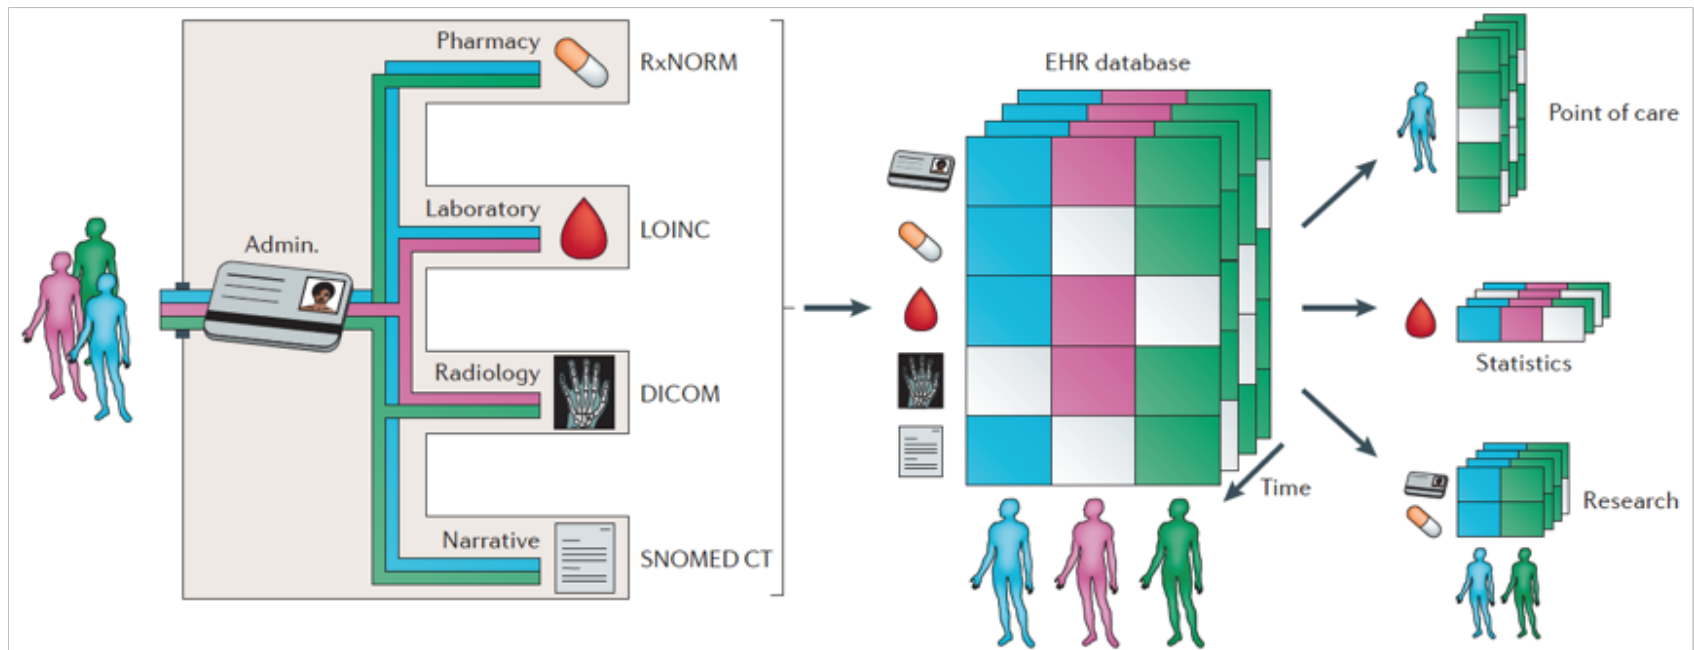 Admin.
Pharmacy
RxNORM
Laboratory
LOINC
Radiology
DICOM
Narrative
SNOMED CT
EHR database
Time
Point of care
Statistics
Research